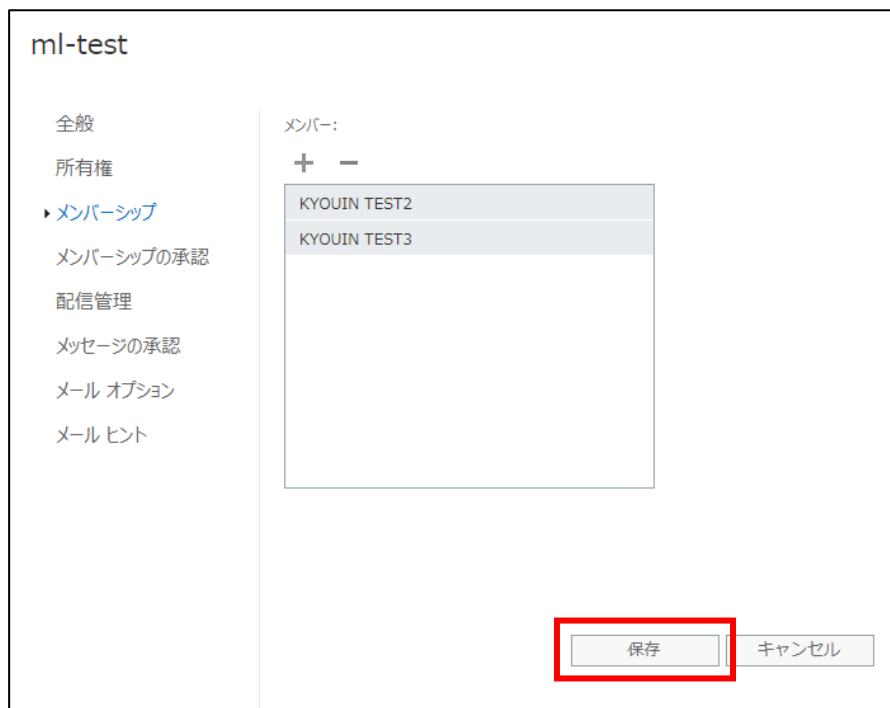 ml-test
全般
所有権
メンバーシップ
メンバーシップの承認
配信管理
メッセージの承認
メール オプション
メール ヒント
メンバー:
KYOUIN TEST2
KYOUIN TEST3
保存
キャンセル